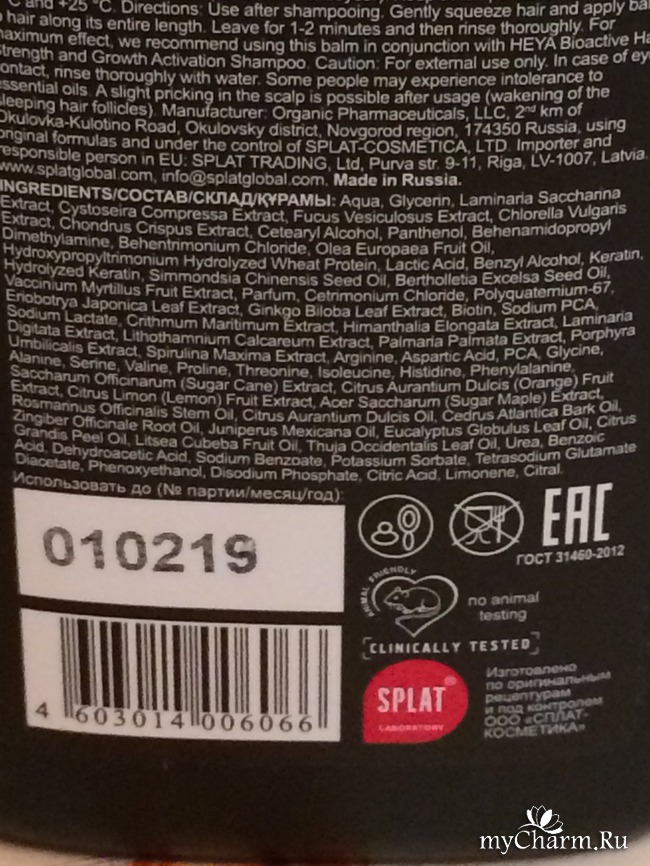 °C and +25 °C. Directions: Use after shampooing. Gently squeeze hair and apply
hair along its entire length. Leave for 1-2 minutes and then rinse thoroughly. For
maximum effect, we recommend using this balm in conjunction with HEYA Bioactive
Strength and Growth Activation Shampoo. Caution: For external use only. In case of
contact, rinse thoroughly with water. Some people may experience intolerance to
essential oils. A slight pricking in the scalp is possible after usage (wakening of the
sleeping hair follicles). Manufacturer: Organic Pharmaceuticals, LLC, 2nd km of
Okulovka-Kulotino Road, Okulovsky district, Novgorod region, 174350 Russia, using
original formulas and under the control of SPLAT-COSMETICA, LTD. Importer and
responsible person in EU: SPLAT TRADING, Ltd, Purva str. 9-11, Riga, LV-1007, Latvia.
www.splatglobal.com, info@splatglobal.com. Made in Russia.
INGREDIENTS/СОСТАВ/СКЛАД/ҚҰРАМЫ: Aqua, Glycerin, Laminaria Saccharina
Extract, Cystoseira Compressa Extract, Fucus Vesiculosus Extract, Chlorella Vulgaris
Extract, Chondrus Crispus Extract, Cetearyl Alcohol, Panthenol, Behenamidopropyl
Dimethylamine, Behentrimonium Chloride, Olea Europaea Fruit Oil,
Hydroxypropyltrimonium Hydrolyzed Wheat Protein, Lactic Acid, Benzyl Alcohol, Keratin,
Hydrolyzed Keratin, Simmondsia Chinensis Seed Oil, Bertholletia Excelsa Seed Oil,
Vaccinium Myrtillus Fruit Extract, Parfum, Cetrimonium Chloride, Polyquaternium-67,
Eriobotrya Japonica Leaf Extract, Ginkgo Biloba Leaf Extract, Biotin, Sodium PCA,
Sodium Lactate, Crithmum Maritimum Extract, Himanthalia Elongata Extract, Laminaria
Digitata Extract, Lithothamnium Calcareum Extract, Palmaria Palmata Extract, Porphyra
Umbilicalis Extract, Spirulina Maxima Extract, Arginine, Aspartic Acid, PCA, Glycine,
Alanine, Serine, Valine, Proline, Threonine, Isoleucine, Histidine, Phenylalanine,
Saccharum Officinarum (Sugar Cane) Extract, Citrus Aurantium Dulcis (Orange) Fruit
Extract, Citrus Limon (Lemon) Fruit Extract, Acer Saccharum (Sugar Maple) Extract,
Rosmarinus Officinalis Stem Oil, Citrus Aurantium Dulcis Oil, Cedrus Atlantica Bark Oil,
Zingiber Officinale Root Oil, Juniperus Mexicana Oil, Eucalyptus Globulus Leaf Oil, Citrus
Grandis Peel Oil, Litsea Cubeba Fruit Oil, Thuja Occidentalis Leaf Oil, Urea, Benzoic
Acid, Dehydroacetic Acid, Sodium Benzoate, Potassium Sorbate, Tetrasodium Glutamate
Diacetate, Phenoxyethanol, Disodium Phosphate, Citric Acid, Limonene, Citral.
Использовать до (№ партии/месяц/год):
010219
EAC
ГОСТ 31460-2012
ANIMAL FRIENDLY
no animal
testing
CLINICALLY TESTED
4 603014 006066
SPLAT®
LABORATORY
Изготовлено
по оригинальным
рецептурам
и под контролем
ООО «СПЛАТ-
КОСМЕТИКА»
myCharm.Ru